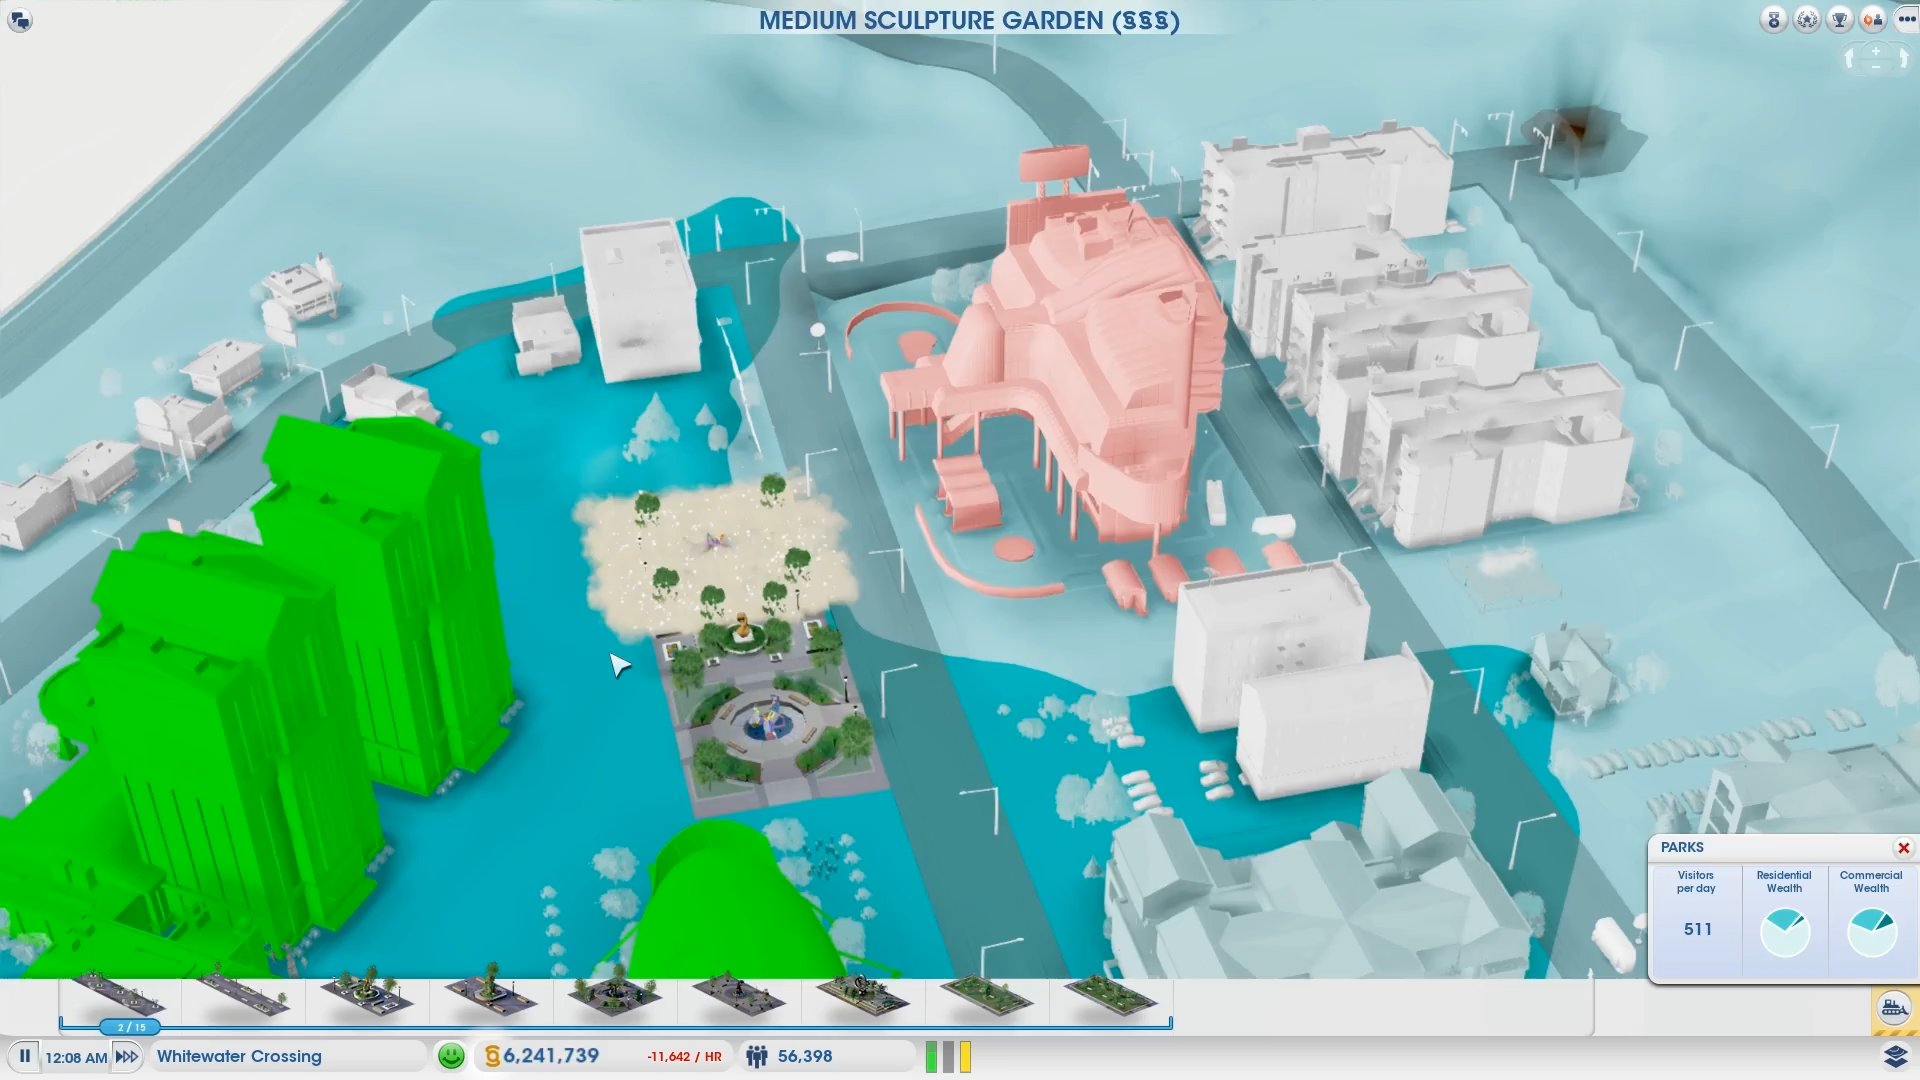 MEDIUM SCULPTURE GARDEN (§§§)
PARKS
Visitors per day
Residential Wealth
Commercial Wealth
511
2 / 15
12:08 AM
Whitewater Crossing
6,241,739
-11,642 / HR
56,398